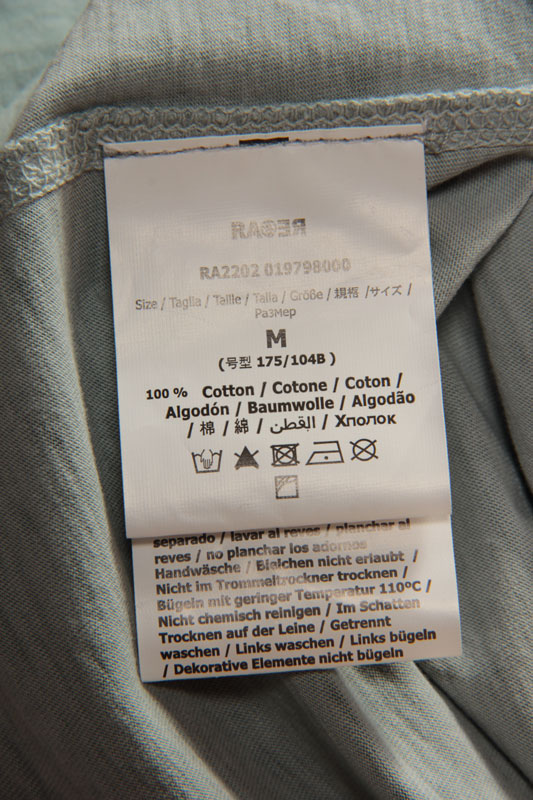 RA2202 019798000
Size / Taglia / Taille / Talla / Größe / 規格 /サイズ /
Размер
M
(号型 175/104B )
100 % Cotton / Cotone / Coton /
Algodón / Baumwolle / Algodão
/ 棉 / 綿 / القطن / Хлопок
separado / lavar al reves / planchar al
reves / no planchar los adornos
Handwäsche / Bleichen nicht erlaubt /
Nicht im Trommeltrockner trocknen /
Bügeln mit geringer Temperatur 110ºC /
Nicht chemisch reinigen / Im Schatten
Trocknen auf der Leine / Getrennt
waschen / Links waschen / Links bügeln
/ Dekorative Elemente nicht bügeln